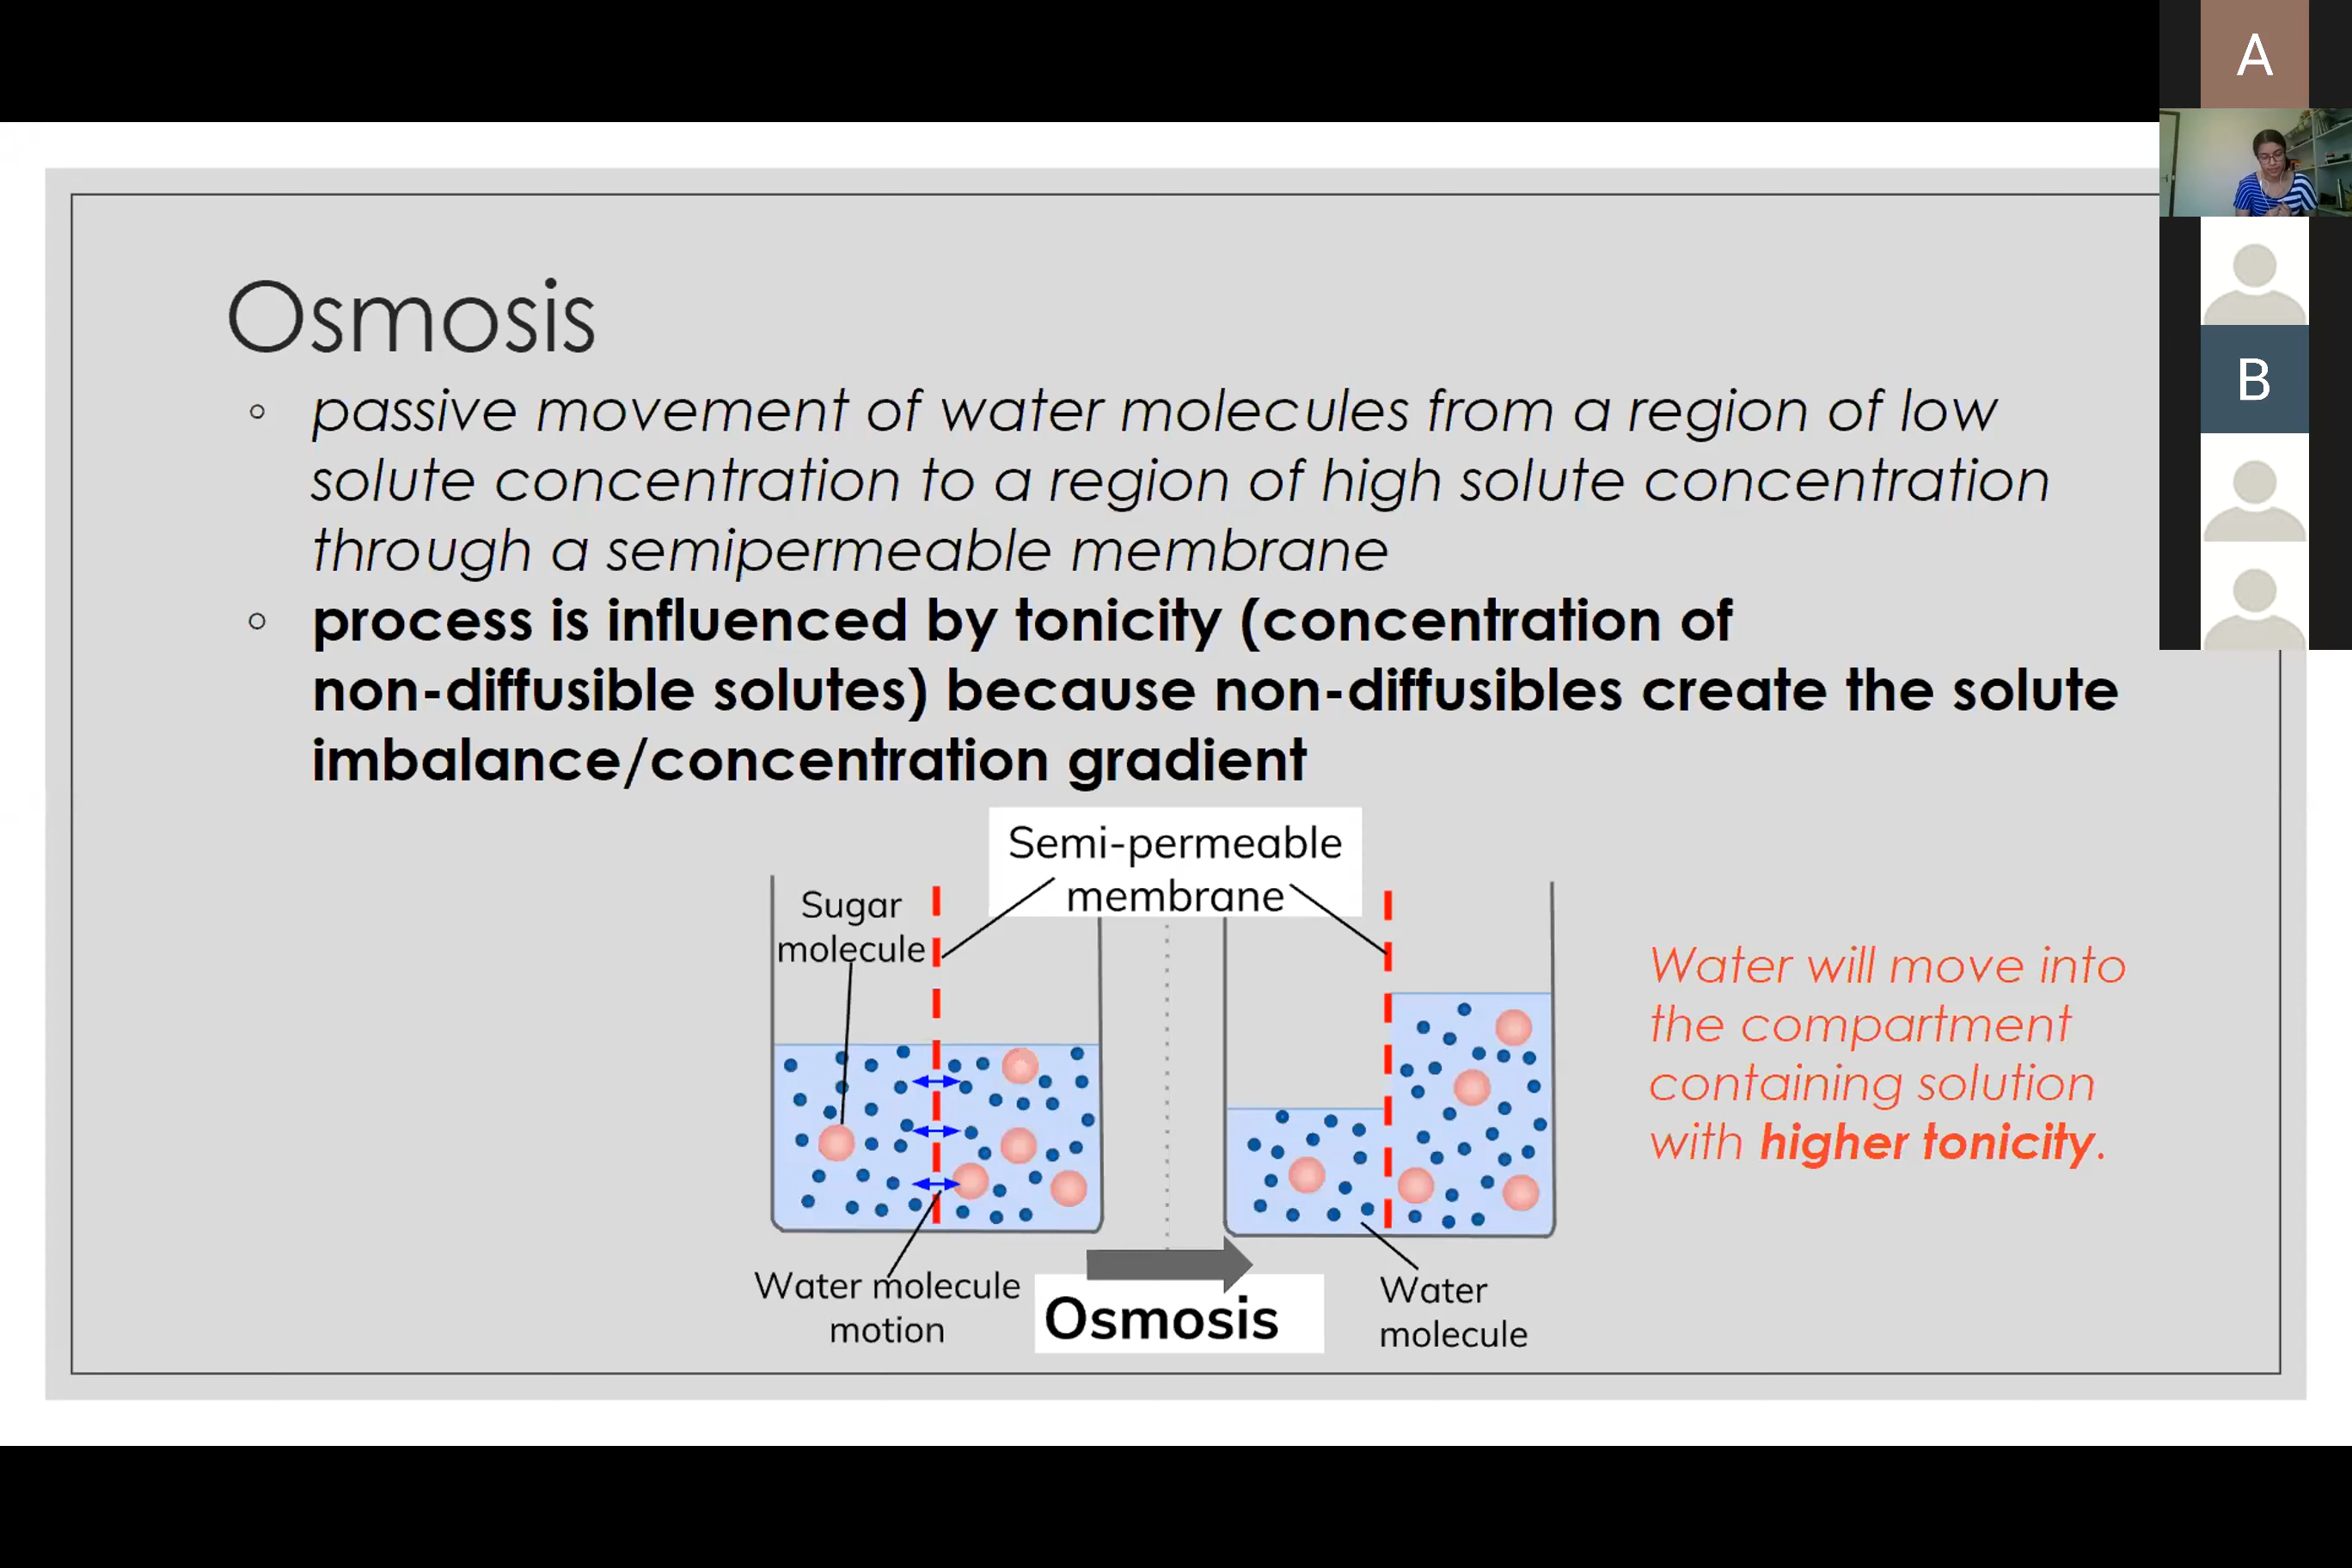 A
B
Osmosis
passive movement of water molecules from a region of low
solute concentration to a region of high solute concentration
through a semipermeable membrane
process is influenced by tonicity (concentration of
non-diffusible solutes) because non-diffusibles create the solute
imbalance/concentration gradient
Semi-permeable
membrane
Sugar
molecule
Water will move into
the compartment
containing solution
with higher tonicity.
Water molecule
motion
Osmosis
Water
molecule